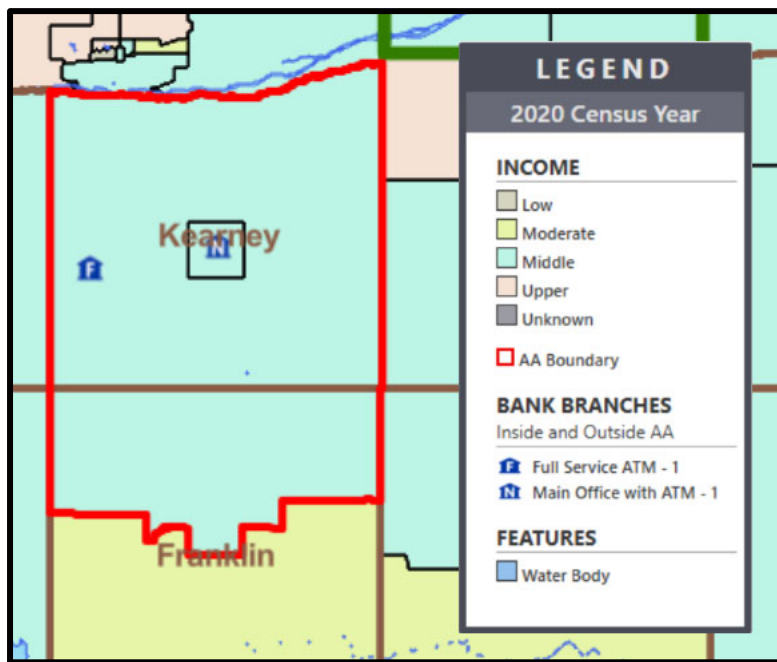 Kearney
F
N
Franklin
LEGEND
2020 Census Year
INCOME
Low
Moderate
Middle
Upper
Unknown
AA Boundary
BANK BRANCHES
Inside and Outside AA
F Full Service ATM - 1
N Main Office with ATM - 1
FEATURES
Water Body